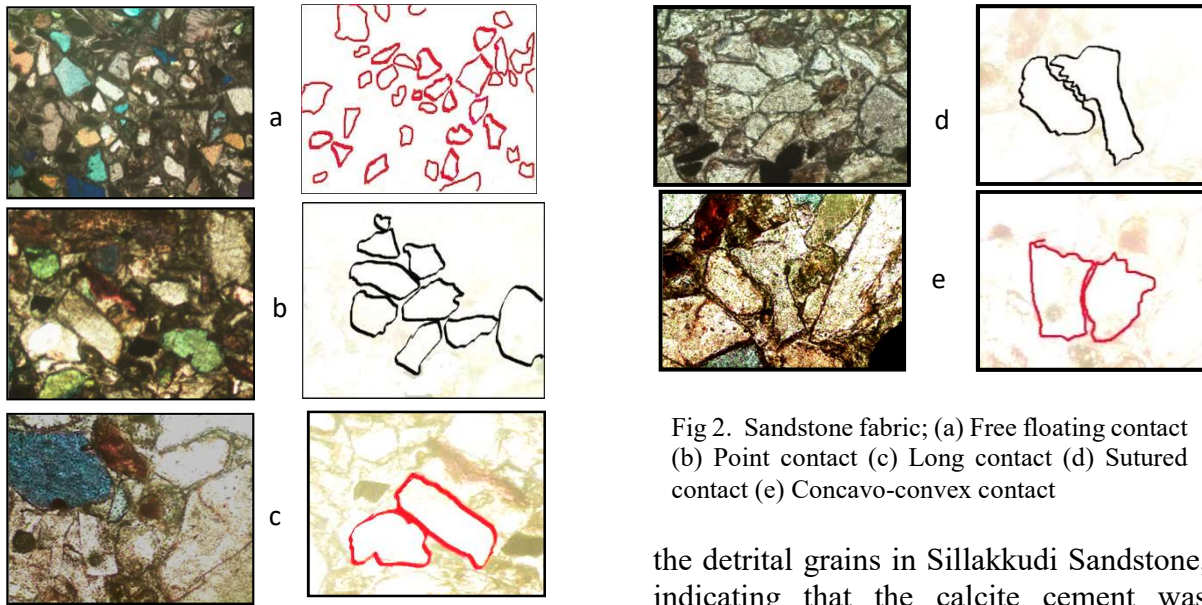 a
b
c
d
e
Fig 2. Sandstone fabric; (a) Free floating contact
(b) Point contact (c) Long contact (d) Sutured
contact (e) Concavo-convex contact
the detrital grains in Sillakkudi Sandstone,
indicating that the calcite cement was